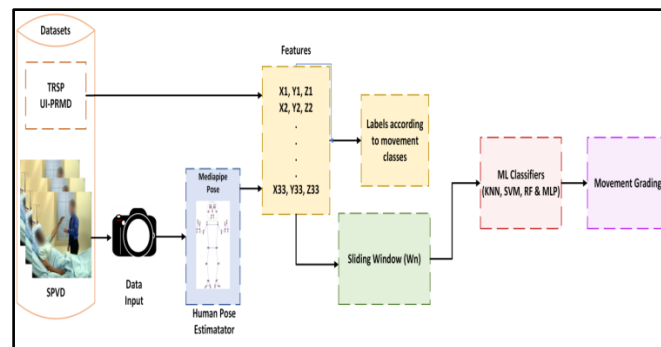 Datasets
TRSP
UI-PRMD
SPVD
Data
Input
Mediapipe
Pose
Human Pose
Estimatator
Features
X1, Y1, Z1
X2, Y2, Z2
.
.
.
.
X33, Y33, Z33
Labels according
to movement
classes
Sliding Window (Wn)
ML Classifiers
(KNN, SVM, RF & MLP)
Movement Grading